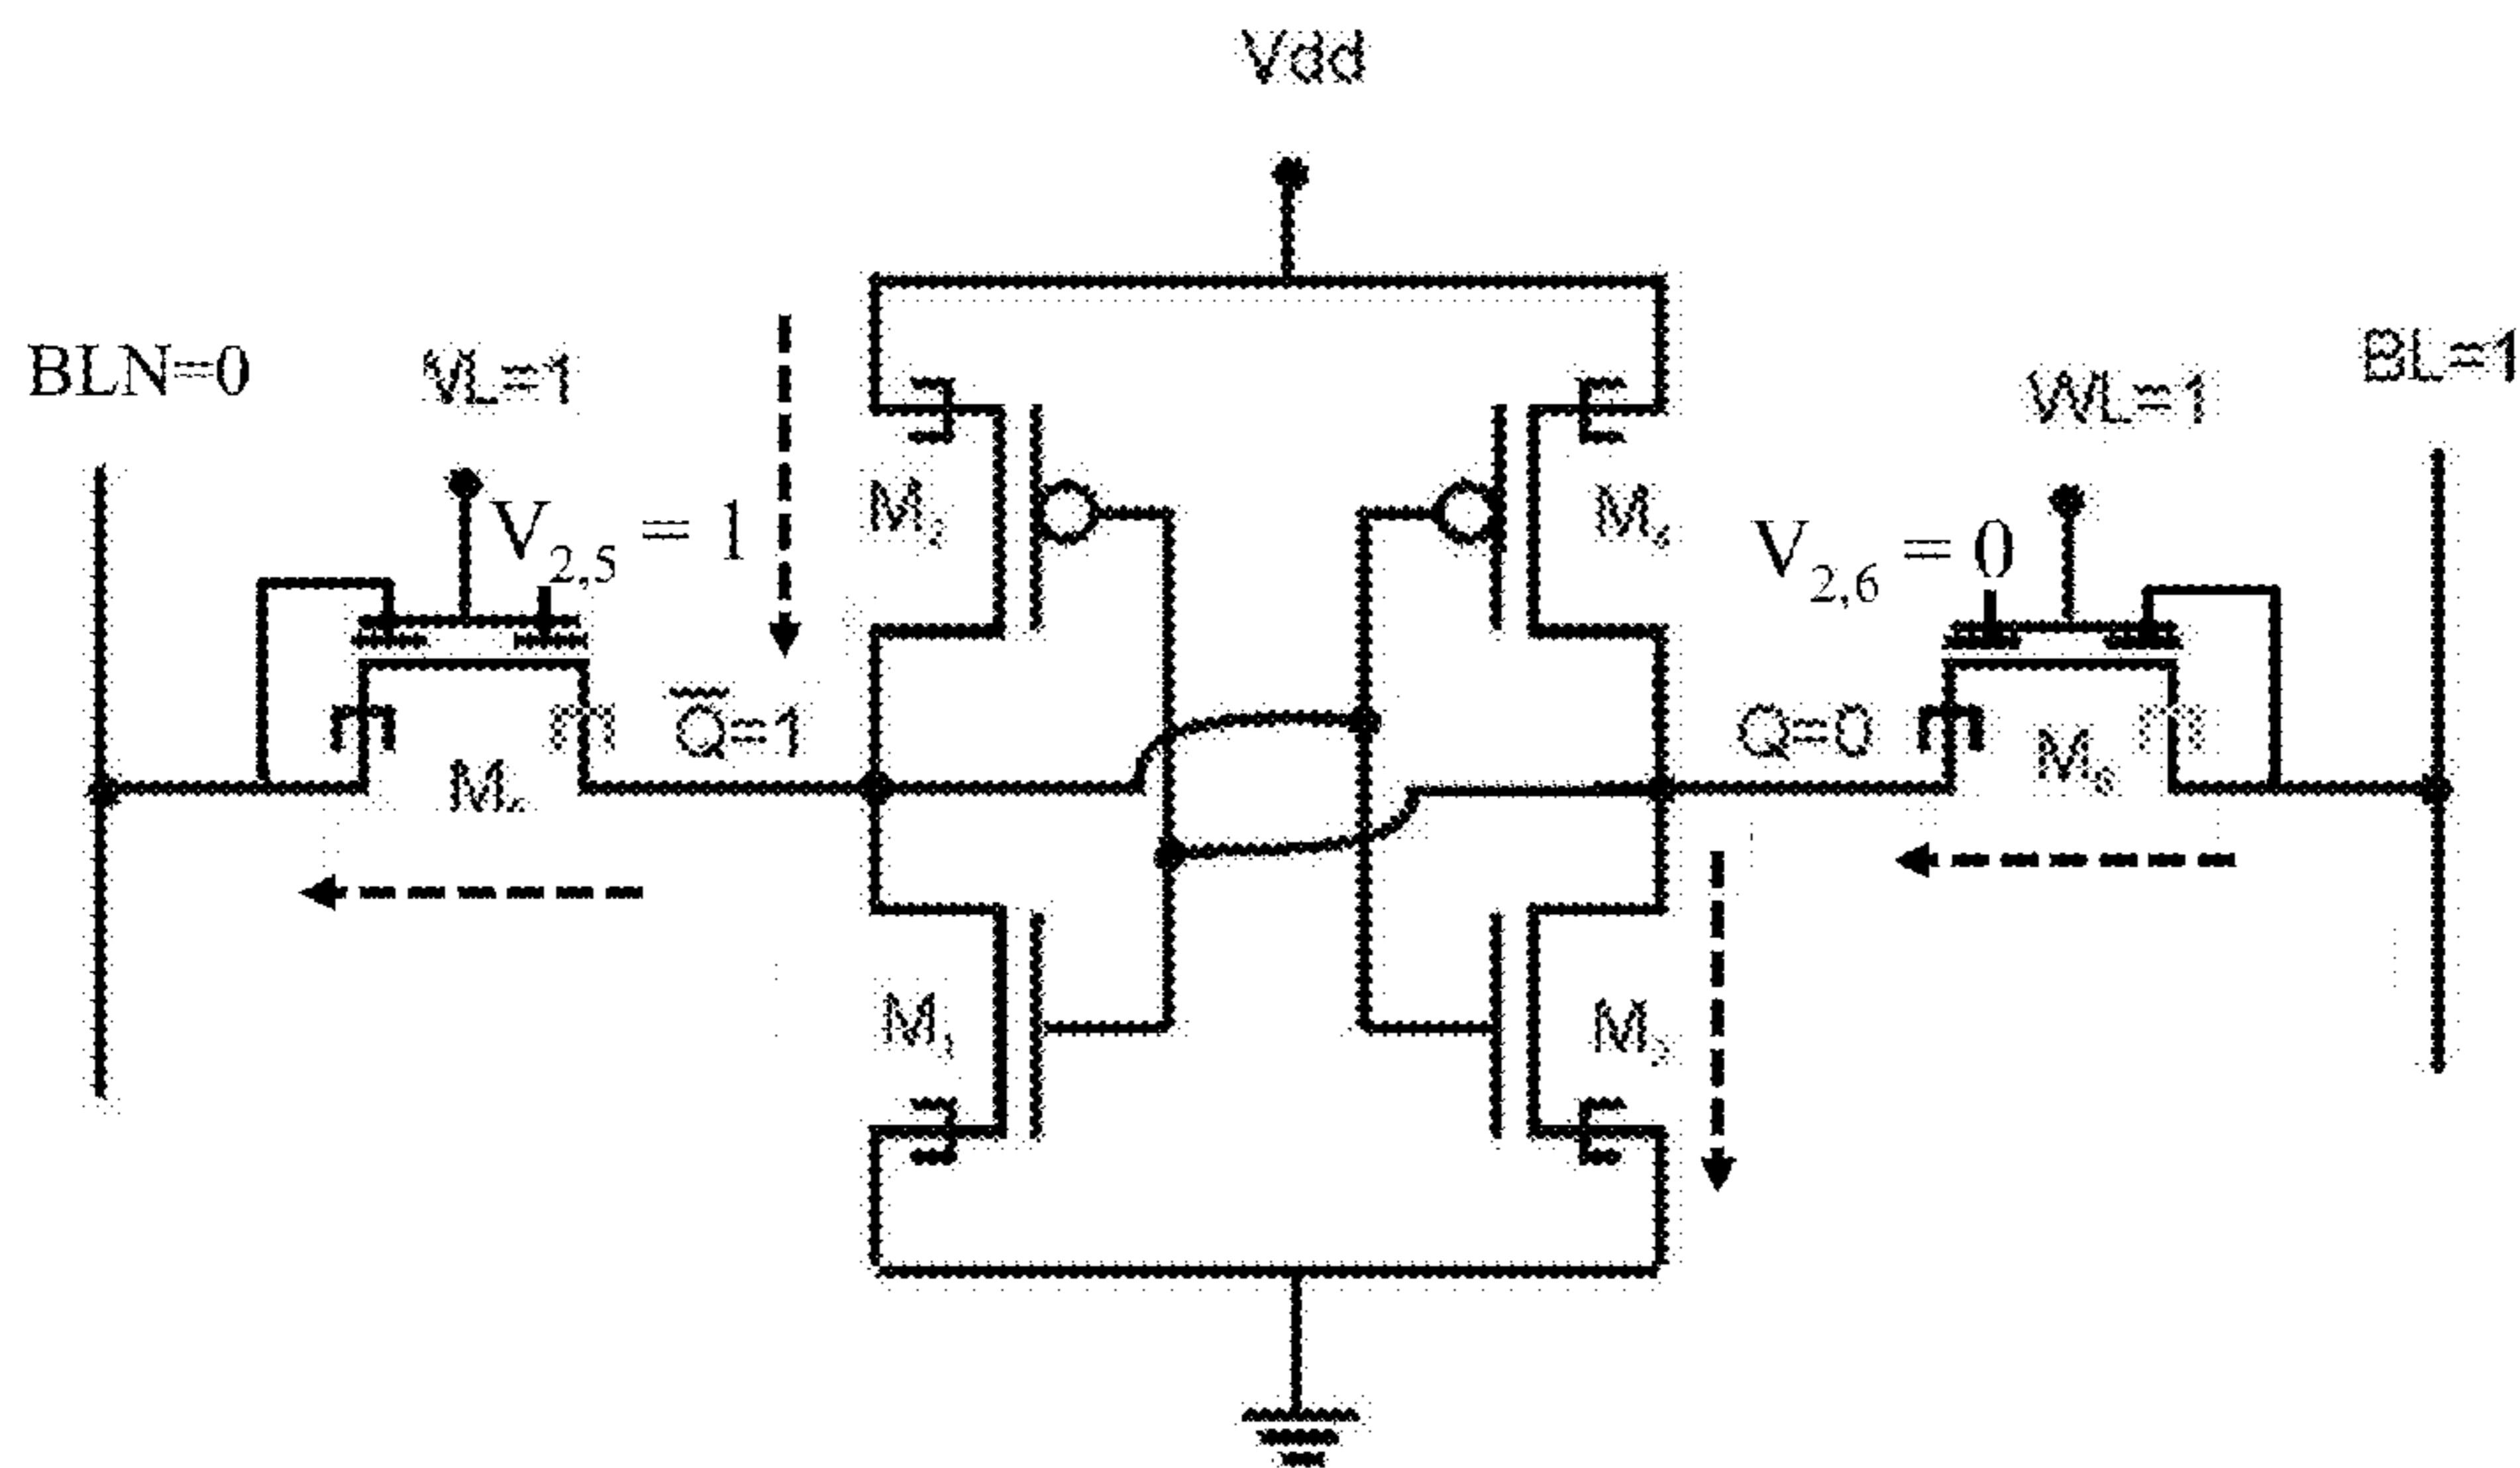 Vdd
BLN=0
WL=1
WL=1
BL=1
V2,5 = 1
V2,6 = 0
M2
M4
Q=1
Q=0
M6
M1
M3